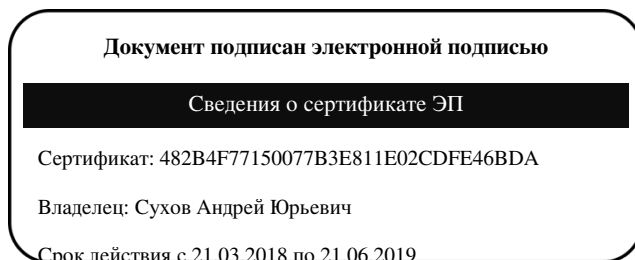 Документ подписан электронной подписью
Сведения о сертификате ЭП
Сертификат: 482B4F77150077B3E811E02CDFE46BDA
Владелец: Сухов Андрей Юрьевич
Срок действия с 21.03.2018 по 21.06.2019